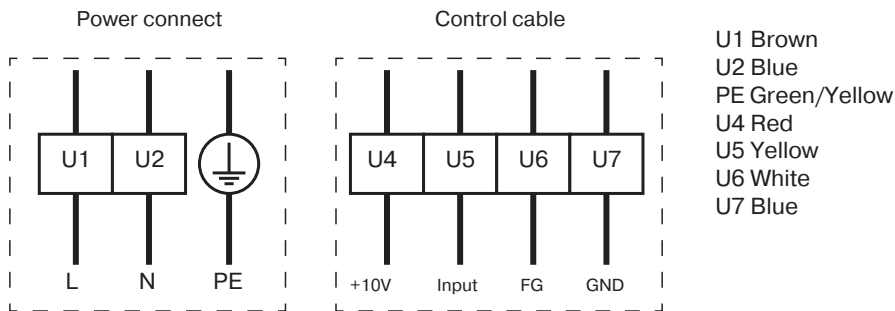 Power connect
Control cable
U1 Brown
U2 Blue
PE Green/Yellow
U4 Red
U5 Yellow
U6 White
U7 Blue
U1 U2
U4 U5 U6 U7
L N PE
+10V Input FG GND